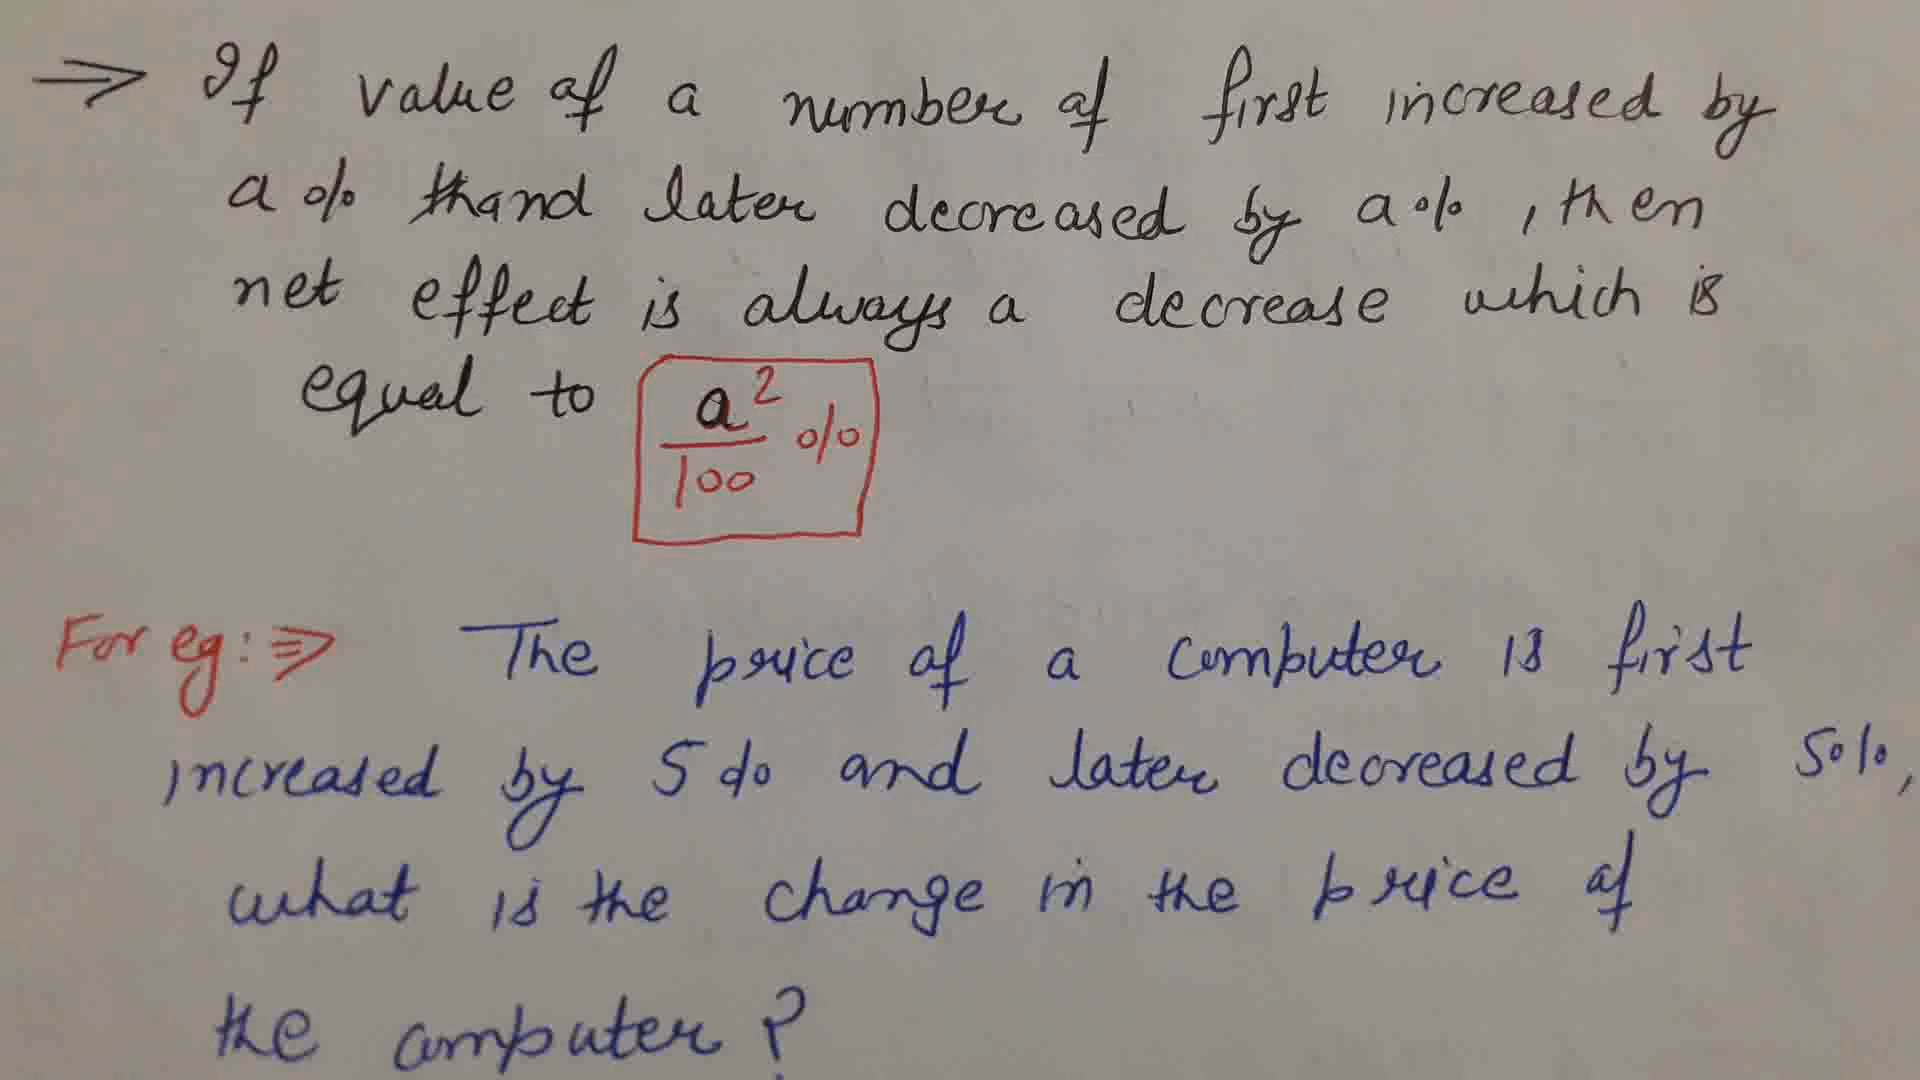 ⇒ If value of a number of first increased by
a % thand later decreased by a %, then
net effect is always a decrease which is
equal to a²/100 %
For eg: ⇒ The price of a computer is first
increased by 5 % and later decreased by 5%,
what is the change in the price of
the computer ?